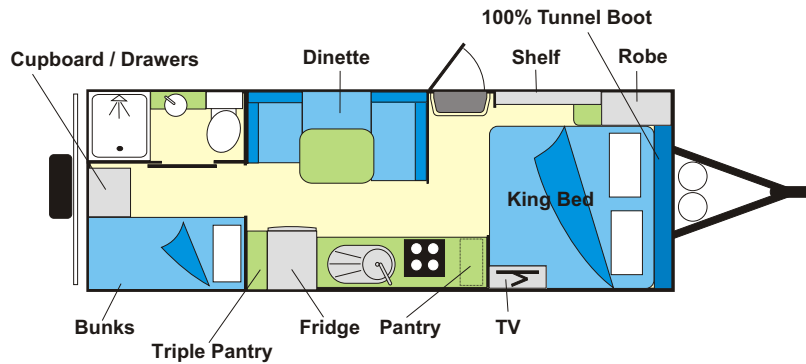 100% Tunnel Boot
Cupboard / Drawers
Dinette
Shelf
Robe
King Bed
Bunks
Triple Pantry
Fridge
Pantry
TV